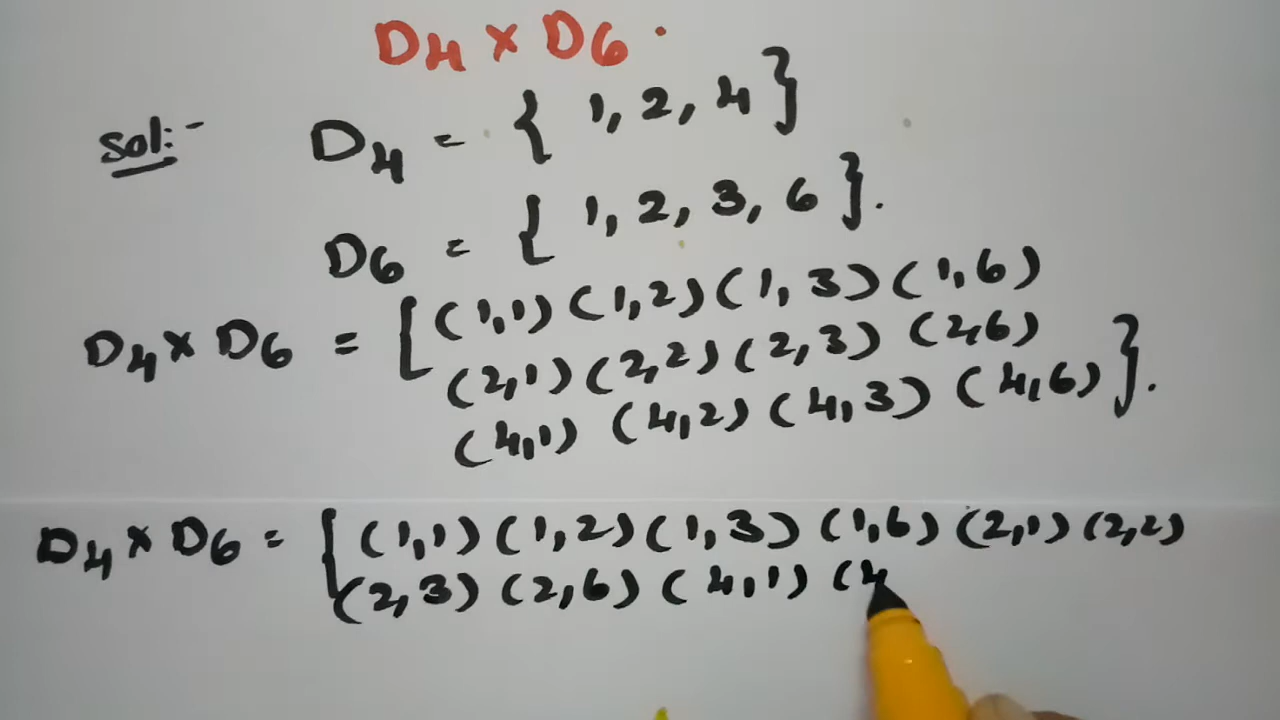 D4 × D6.
Sol:- D4 = { 1, 2, 4 }
D6 = { 1, 2, 3, 6 }.
D4 × D6 = [ (1,1) (1,2) (1,3) (1,6)
(2,1) (2,2) (2,3) (2,6)
(4,1) (4,2) (4,3) (4,6) }.
D4 × D6 = { (1,1) (1,2) (1,3) (1,6) (2,1) (2,2)
(2,3) (2,6) (4,1) (4